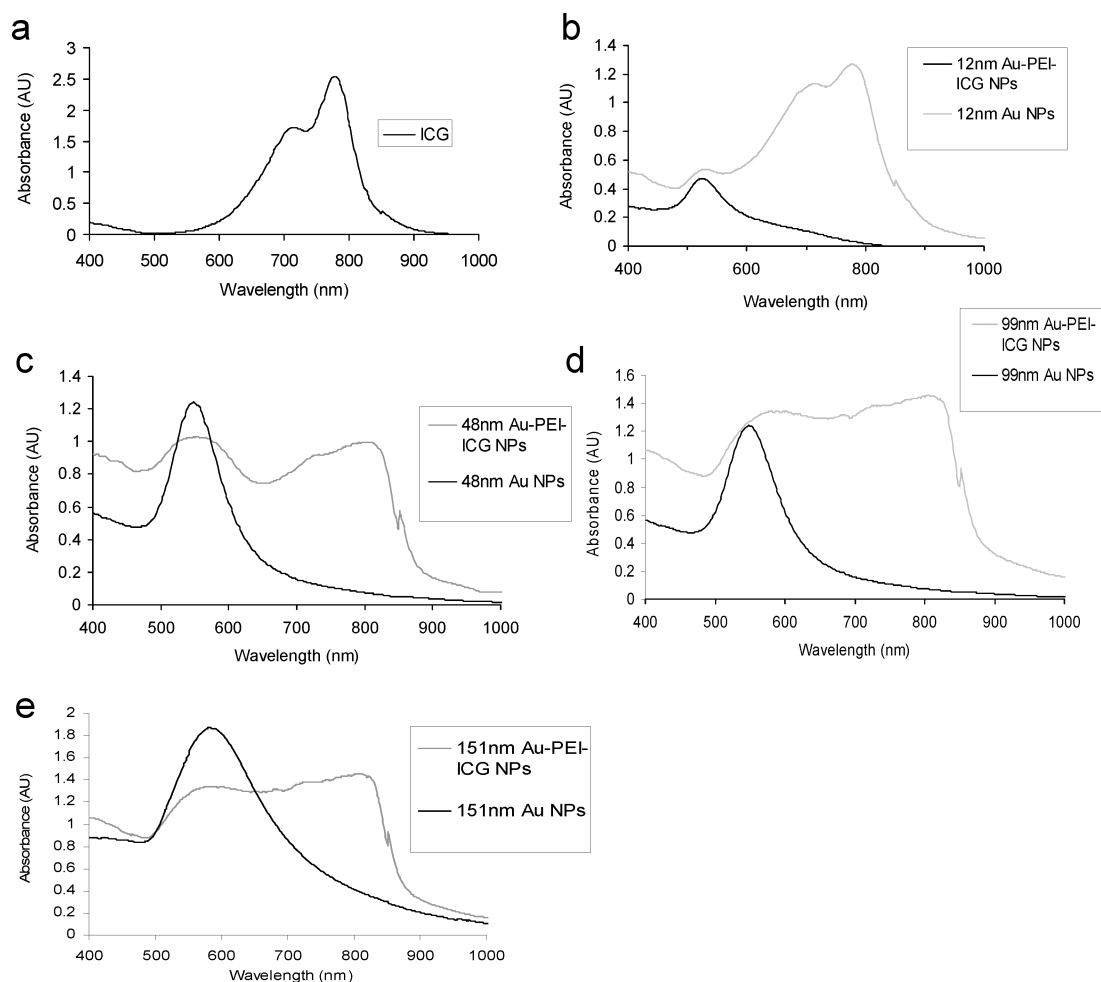 a
3
2.5
2
1.5
1
0.5
0
400 500 600 700 800 900 1000
Absorbance (AU)
Wavelength (nm)
ICG
b
1.4
1.2
1
0.8
0.6
0.4
0.2
0
400 600 800 1000
Absorbance (AU)
Wavelength (nm)
12nm Au-PEI-
ICG NPs
12nm Au NPs
c
1.4
1.2
1
0.8
0.6
0.4
0.2
0
400 500 600 700 800 900 1000
Absorbance (AU)
Wavelength (nm)
48nm Au-PEI-
ICG NPs
48nm Au NPs
d
1.6
1.4
1.2
1
0.8
0.6
0.4
0.2
0
400 500 600 700 800 900 1000
Absorbance (AU)
Wavelength (nm)
99nm Au-PEI-
ICG NPs
99nm Au NPs
e
2
1.8
1.6
1.4
1.2
1
0.8
0.6
0.4
0.2
0
400 500 600 700 800 900 1000
Absorbance (AU)
Wavelength (nm)
151nm Au-PEI-
ICG NPs
151nm Au NPs